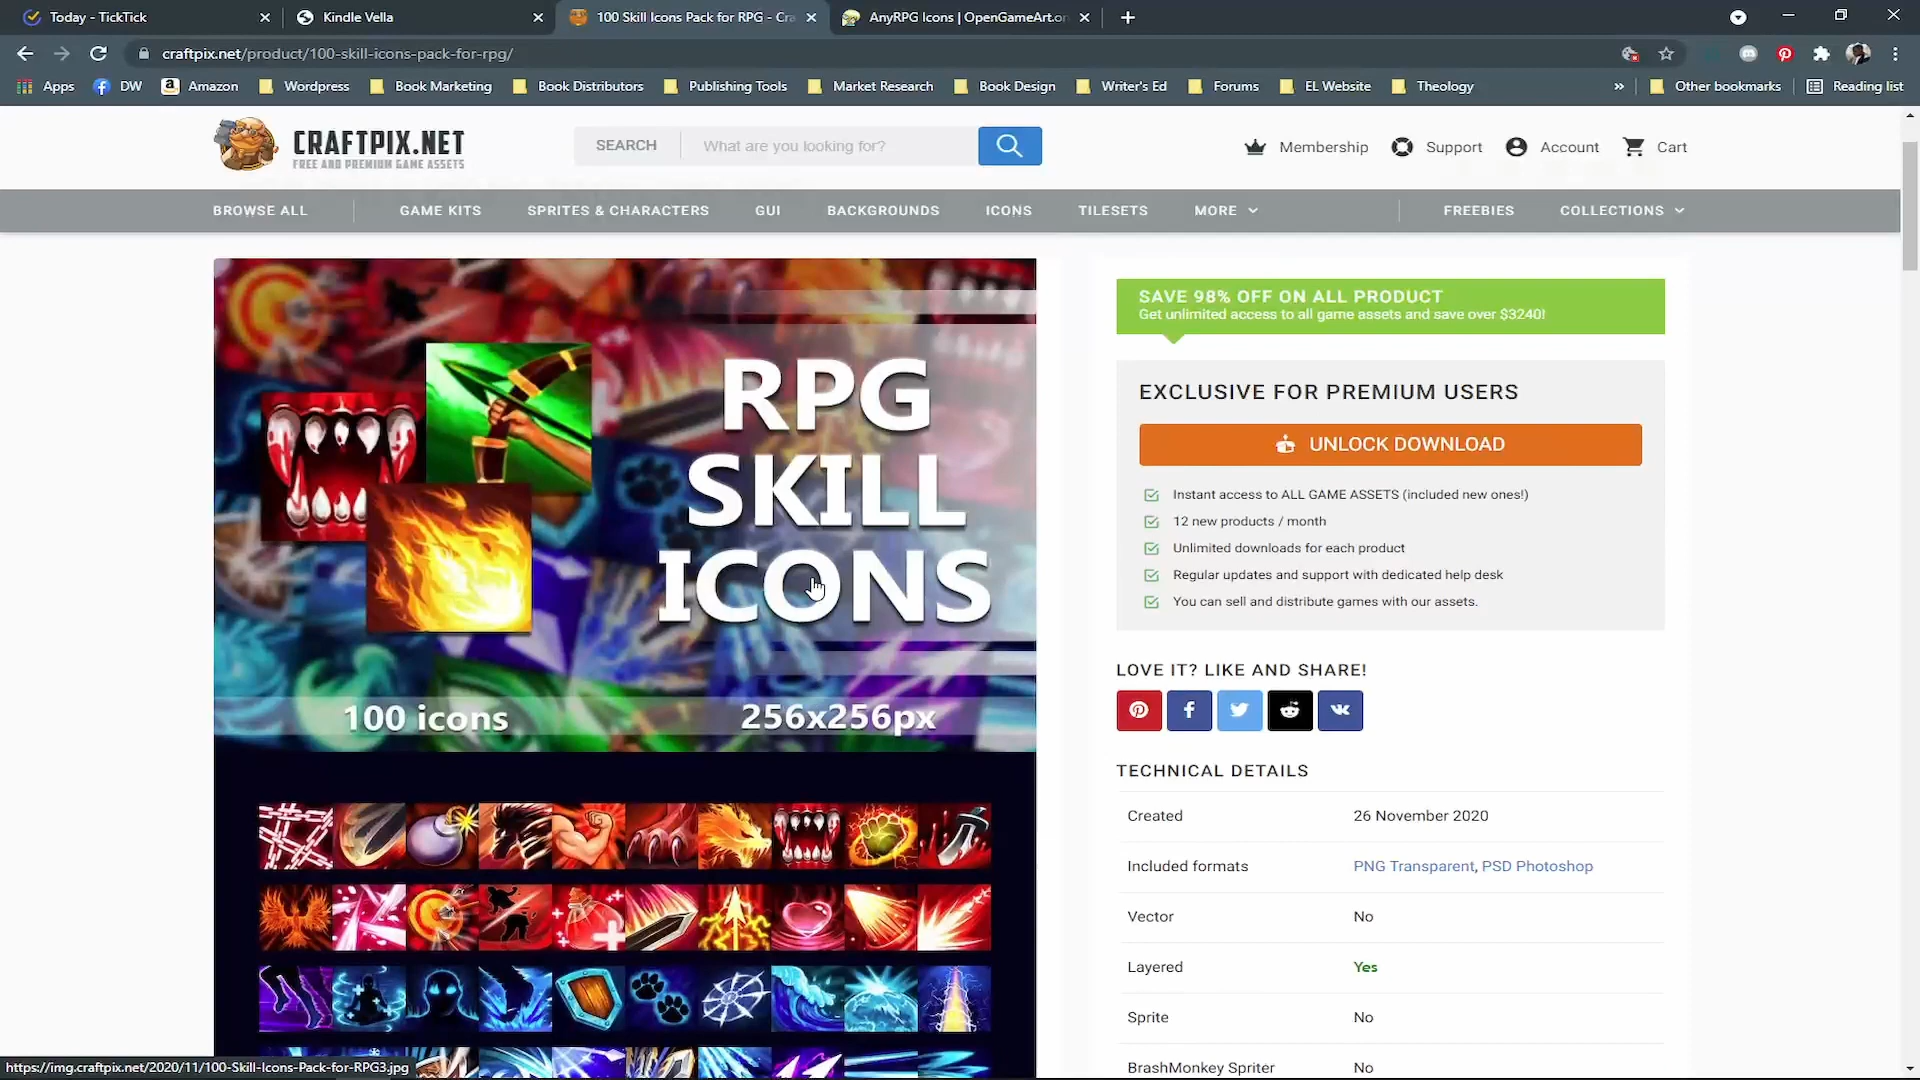 Today - TickTick
Kindle Vella
100 Skill Icons Pack for RPG - Cra
AnyRPG Icons | OpenGameArt.or
craftpix.net/product/100-skill-icons-pack-for-rpg/
Apps
DW
Amazon
Wordpress
Book Marketing
Book Distributors
Publishing Tools
Market Research
Book Design
Writer's Ed
Forums
EL Website
Theology
»
Other bookmarks
Reading list
CRAFTPIX.NET
FREE AND PREMIUM GAME ASSETS
SEARCH
What are you looking for?
Membership
Support
Account
Cart
BROWSE ALL
GAME KITS
SPRITES & CHARACTERS
GUI
BACKGROUNDS
ICONS
TILESETS
MORE
FREEBIES
COLLECTIONS
RPG
SKILL
ICONS
100 icons
256x256px
SAVE 98% OFF ON ALL PRODUCT
Get unlimited access to all game assets and save over $3240!
EXCLUSIVE FOR PREMIUM USERS
UNLOCK DOWNLOAD
Instant access to ALL GAME ASSETS (included new ones!)
12 new products / month
Unlimited downloads for each product
Regular updates and support with dedicated help desk
You can sell and distribute games with our assets.
LOVE IT? LIKE AND SHARE!
TECHNICAL DETAILS
Created 26 November 2020
Included formats PNG Transparent, PSD Photoshop
Vector No
Layered Yes
Sprite No
BrashMonkey Spriter No
https://img.craftpix.net/2020/11/100-Skill-Icons-Pack-for-RPG3.jpg